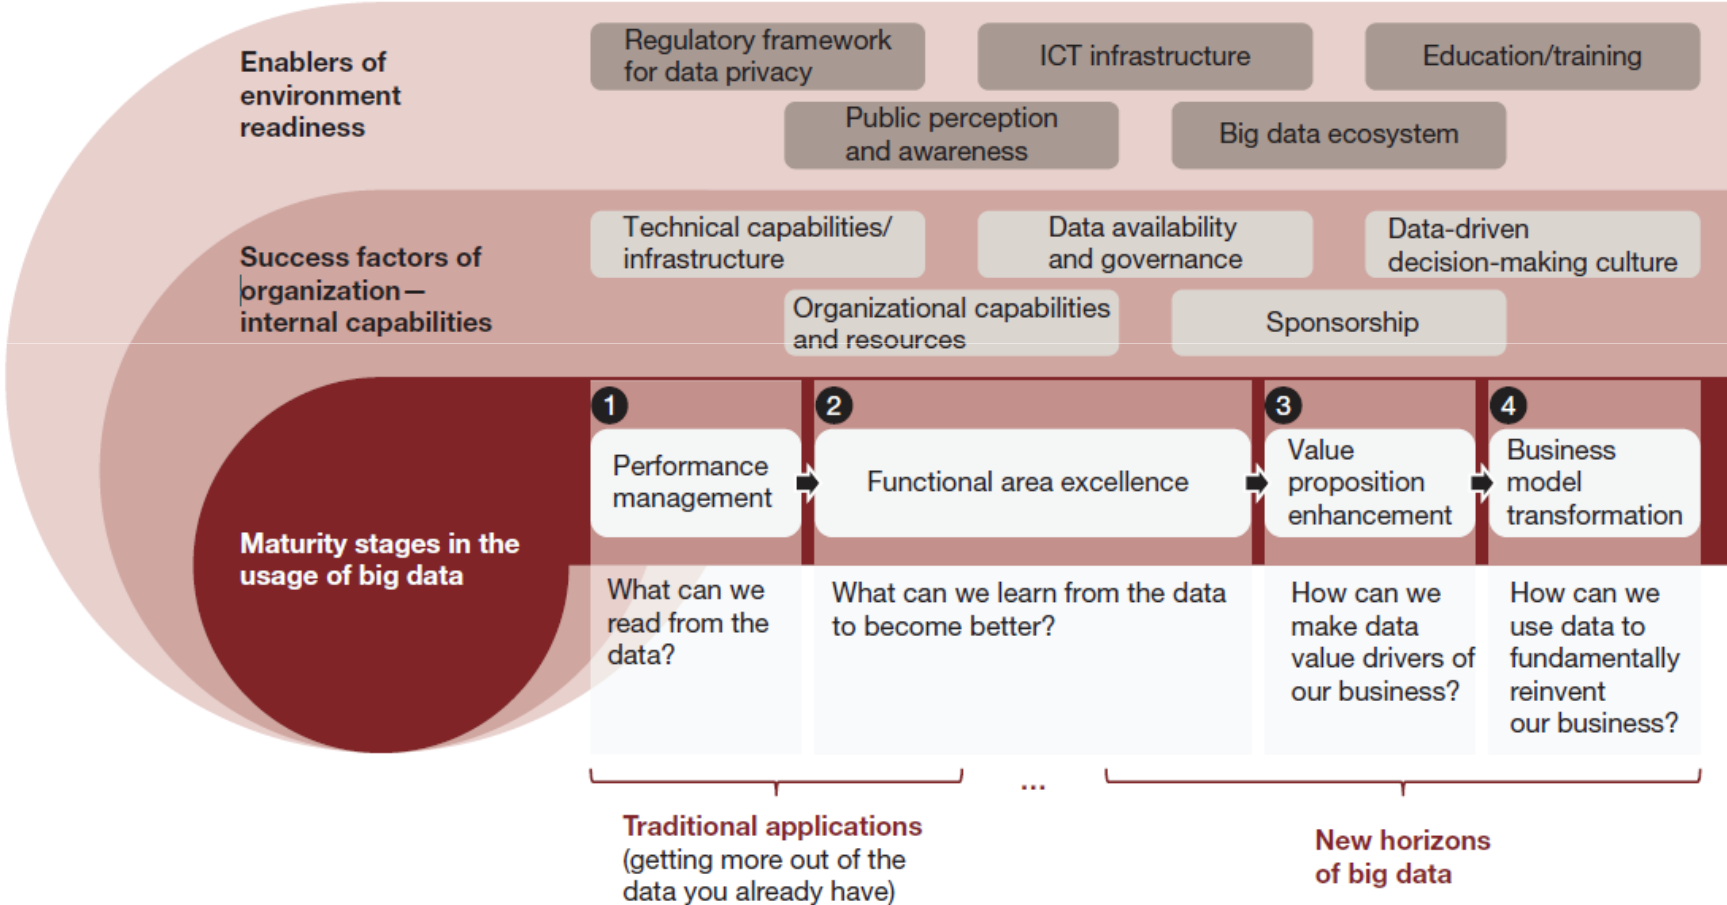 Enablers of
environment
readiness
Regulatory framework
for data privacy
ICT infrastructure
Education/training
Public perception
and awareness
Big data ecosystem
Success factors of
organization—
internal capabilities
Technical capabilities/
infrastructure
Data availability
and governance
Data-driven
decision-making culture
Organizational capabilities
and resources
Sponsorship
Maturity stages in the
usage of big data
1
Performance
management
2
Functional area excellence
3
Value
proposition
enhancement
4
Business
model
transformation
What can we
read from the
data?
What can we learn from the data
to become better?
How can we
make data
value drivers of
our business?
How can we
use data to
fundamentally
reinvent
our business?
Traditional applications
(getting more out of the
data you already have)
...
New horizons
of big data